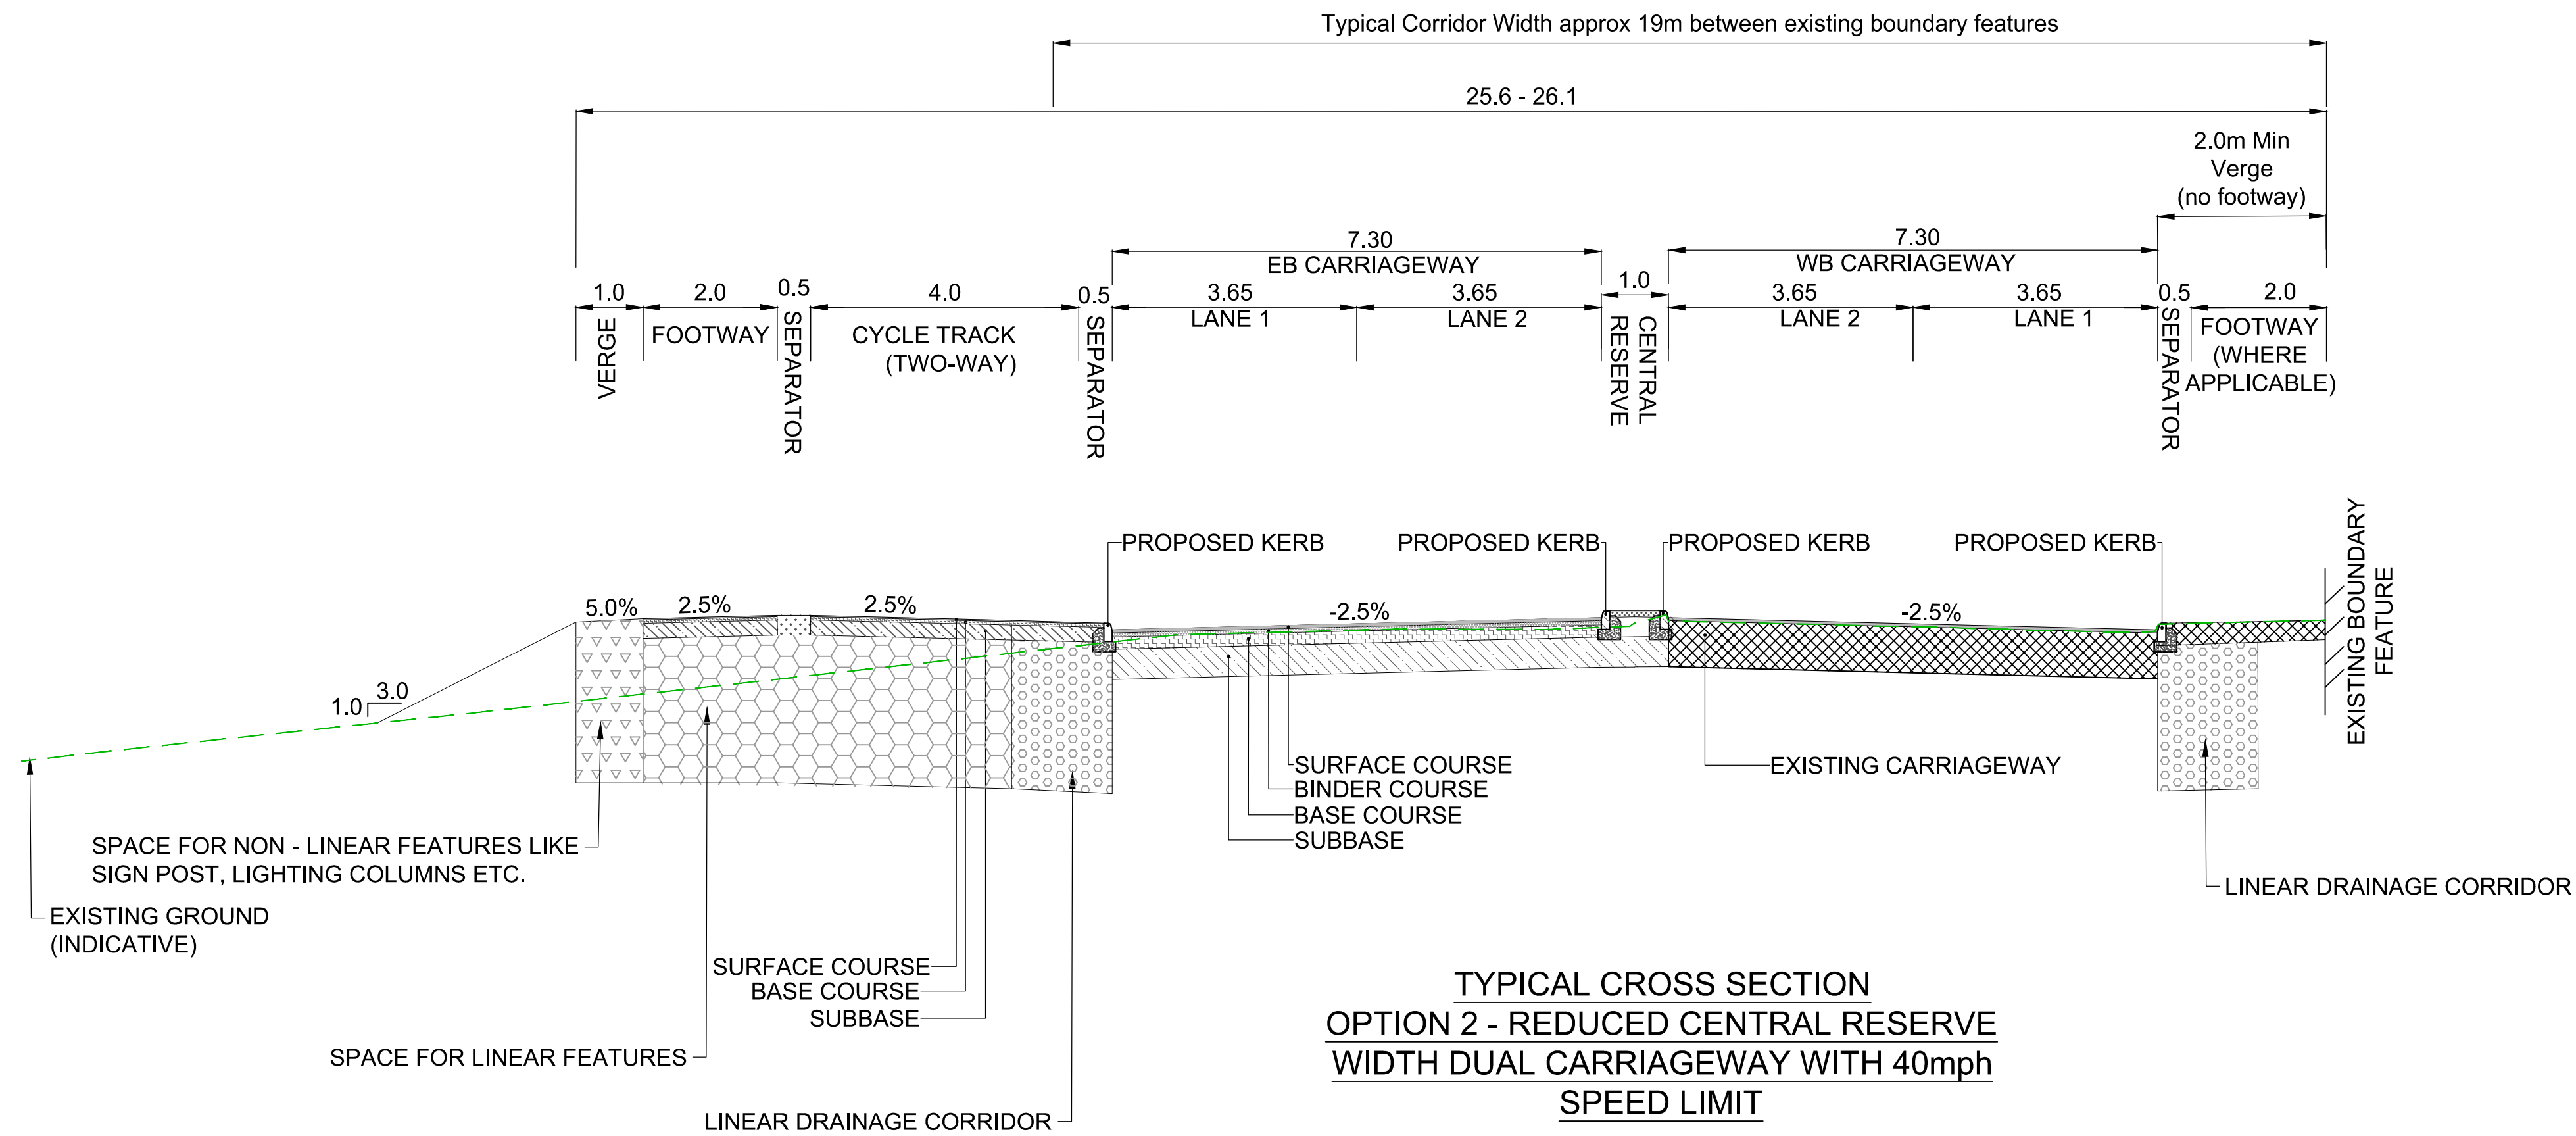 Typical Corridor Width approx 19m between existing boundary features
25.6 - 26.1
2.0m Min
Verge
(no footway)
7.30
EB CARRIAGEWAY
7.30
WB CARRIAGEWAY
1.0
VERGE
2.0
FOOTWAY
0.5
SEPARATOR
4.0
CYCLE TRACK
(TWO-WAY)
0.5
SEPARATOR
3.65
LANE 1
3.65
LANE 2
1.0
CENTRAL
RESERVE
3.65
LANE 2
3.65
LANE 1
0.5
SEPARATOR
2.0
FOOTWAY
(WHERE
APPLICABLE)
PROPOSED KERB
PROPOSED KERB
PROPOSED KERB
PROPOSED KERB
EXISTING BOUNDARY
FEATURE
5.0%
2.5%
2.5%
-2.5%
-2.5%
1.0
3.0
SURFACE COURSE
BINDER COURSE
BASE COURSE
SUBBASE
EXISTING CARRIAGEWAY
SPACE FOR NON - LINEAR FEATURES LIKE
SIGN POST, LIGHTING COLUMNS ETC.
EXISTING GROUND
(INDICATIVE)
LINEAR DRAINAGE CORRIDOR
SURFACE COURSE
BASE COURSE
SUBBASE
SPACE FOR LINEAR FEATURES
LINEAR DRAINAGE CORRIDOR
TYPICAL CROSS SECTION
OPTION 2 - REDUCED CENTRAL RESERVE
WIDTH DUAL CARRIAGEWAY WITH 40mph
SPEED LIMIT